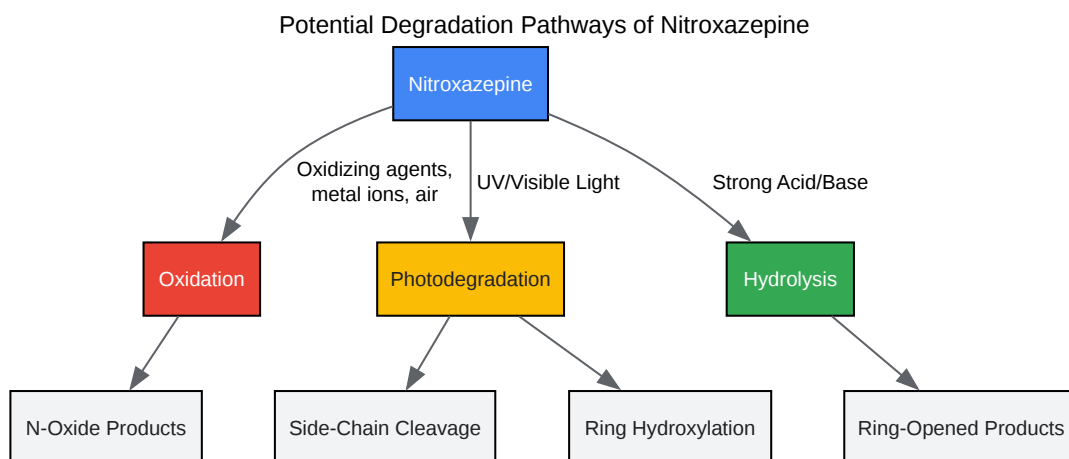 Potential Degradation Pathways of Nitroxazepine
Nitroxazepine
Oxidizing agents,
metal ions, air
UV/Visible Light
Strong Acid/Base
Oxidation
Photodegradation
Hydrolysis
N-Oxide Products
Side-Chain Cleavage
Ring Hydroxylation
Ring-Opened Products